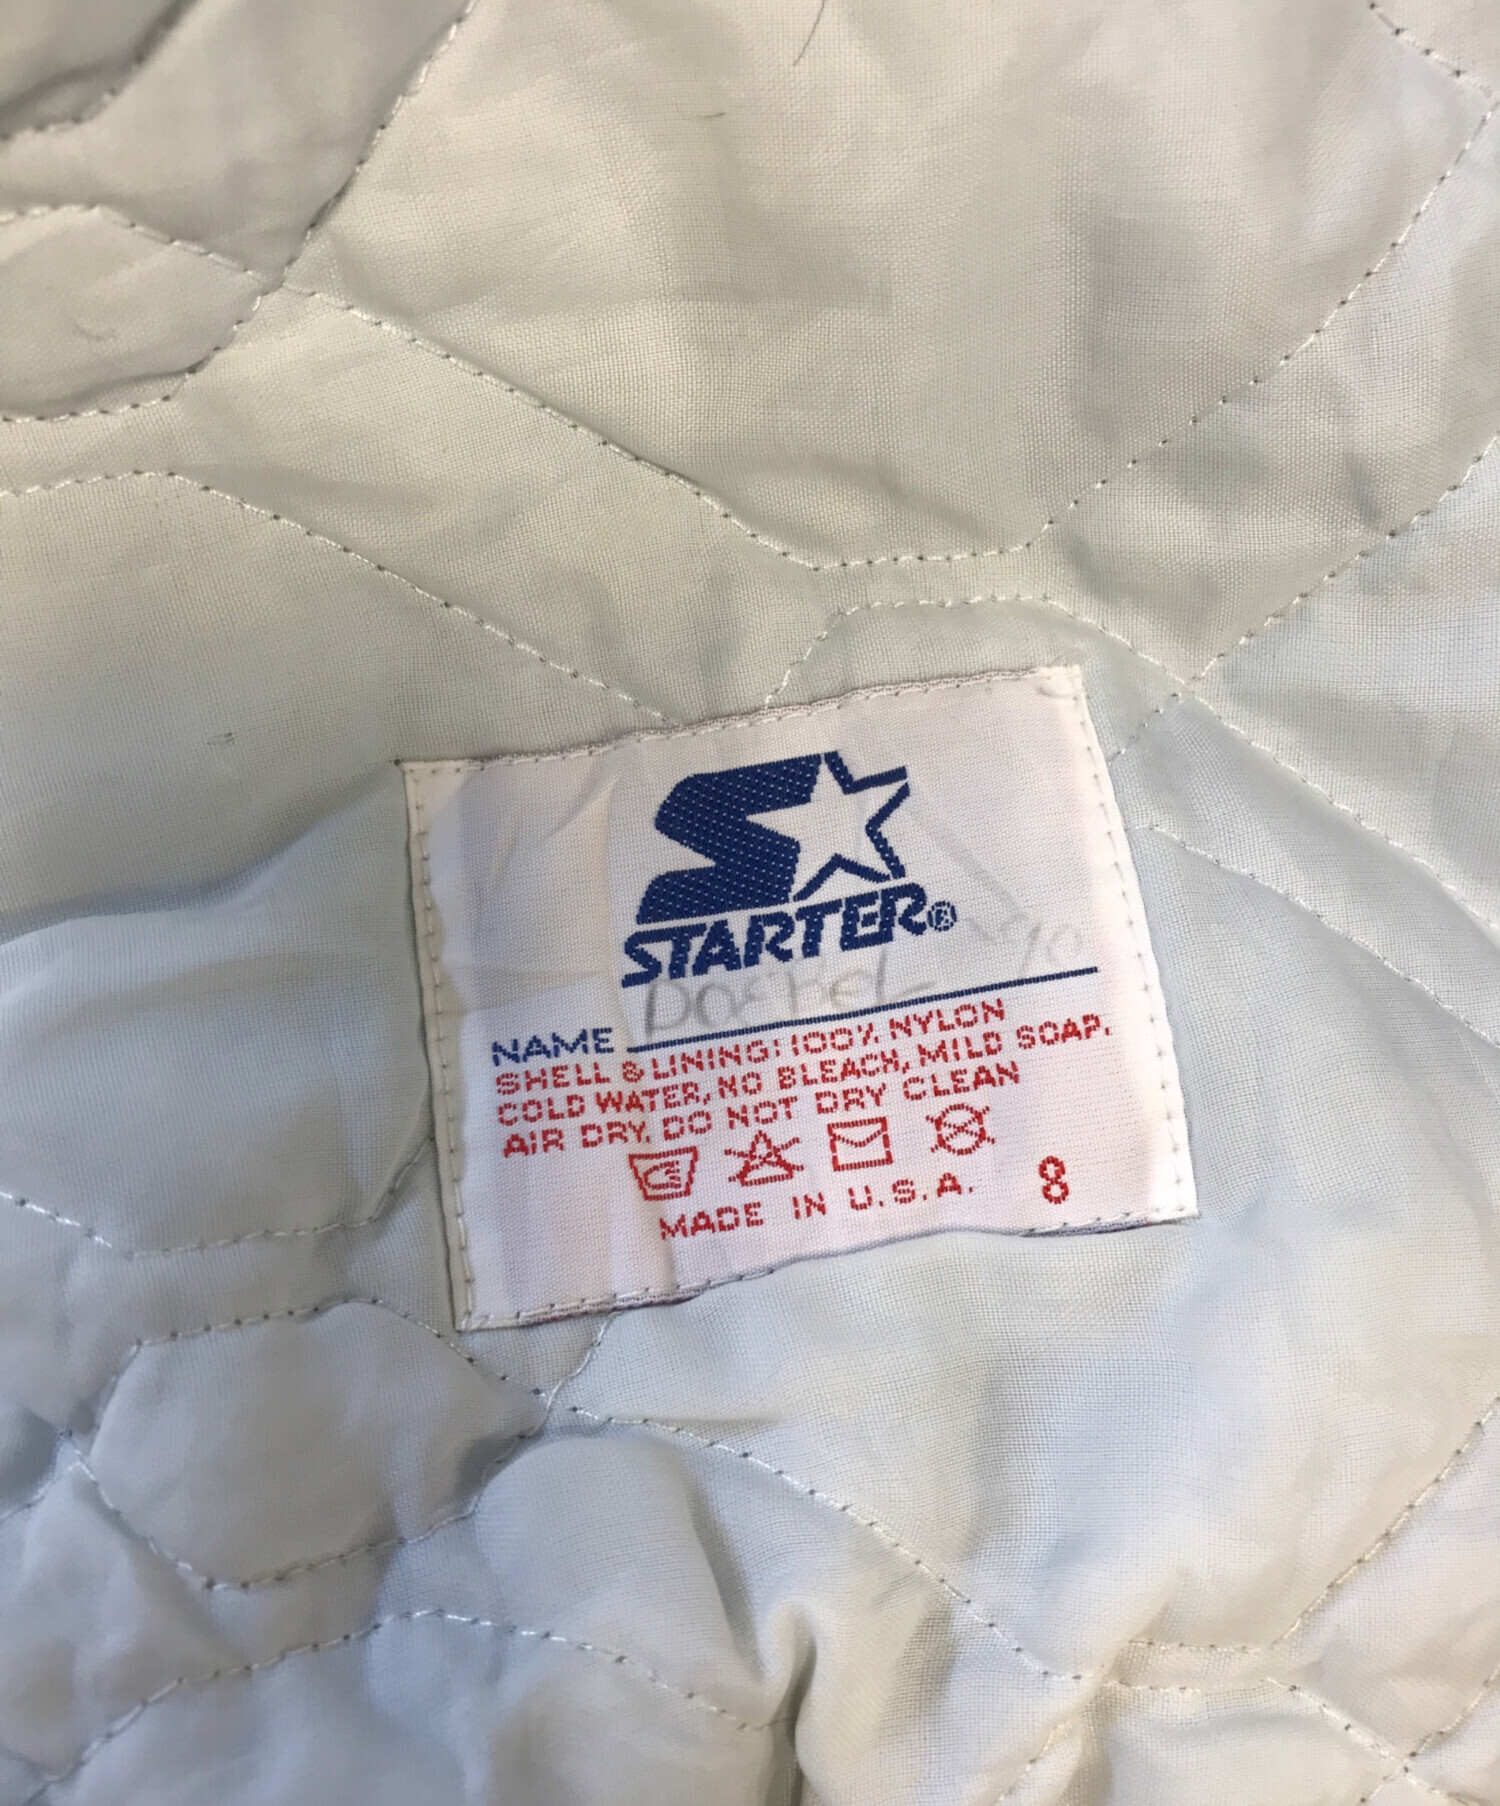 STARTER®
NAME
SHELL & LINING: 100% NYLON
COLD WATER, NO BLEACH, MILD SOAP.
AIR DRY. DO NOT DRY CLEAN
MADE IN U.S.A. 8